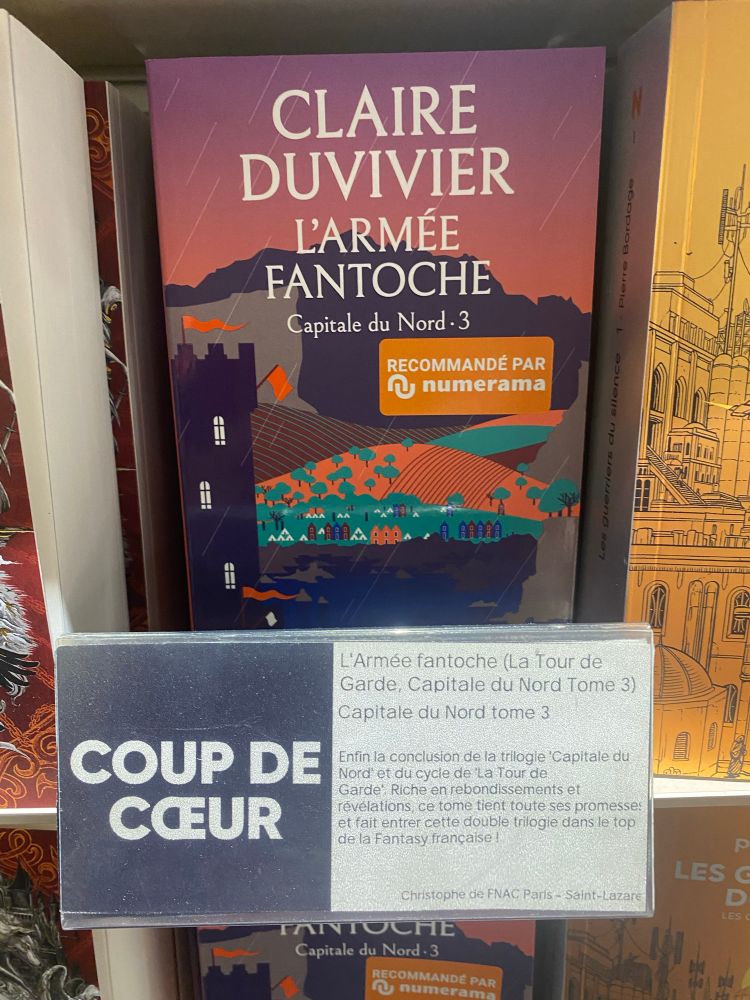 CLAIRE
DUVIVIER
L'ARMÉE
FANTOCHE
Capitale du Nord · 3
RECOMMANDÉ PAR
numerama
N
Les guerriers du silence 1 Pierre Bordage
COUP DE
CŒUR
L'Armée fantoche (La Tour de
Garde, Capitale du Nord Tome 3)
Capitale du Nord tome 3
Enfin la conclusion de la trilogie 'Capitale du
Nord' et du cycle de 'La Tour de
Garde'. Riche en rebondissements et
révélations, ce tome tient toute ses promesses
et fait entrer cette double trilogie dans le top
de la Fantasy française !
Christophe de FNAC Paris - Saint-Lazare
FANTOCHE
Capitale du Nord · 3
RECOMMANDÉ PAR
numerama
P
LES G
D
LES